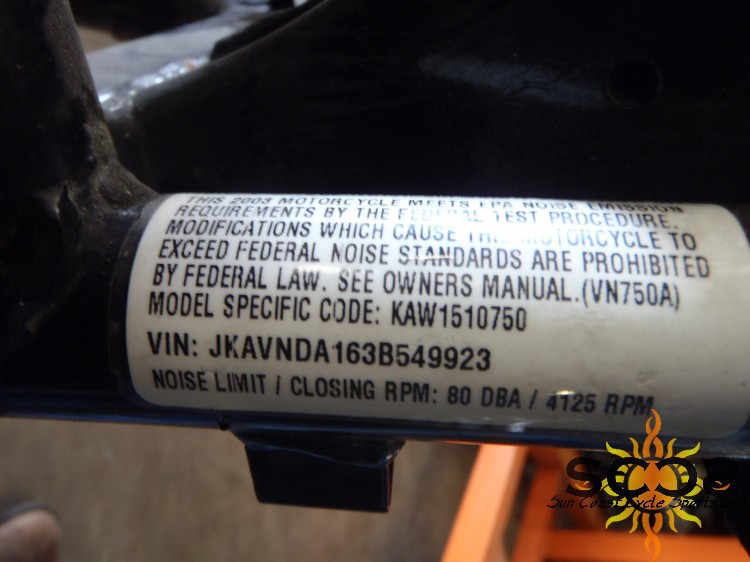 THIS 2003 MOTORCYCLE MEETS EPA NOISE EMISSION
REQUIREMENTS BY THE FEDERAL TEST PROCEDURE.
MODIFICATIONS WHICH CAUSE THIS MOTORCYCLE TO
EXCEED FEDERAL NOISE STANDARDS ARE PROHIBITED
BY FEDERAL LAW. SEE OWNERS MANUAL.(VN750A)
MODEL SPECIFIC CODE: KAW1510750
VIN: JKAVNDA163B549923
NOISE LIMIT / CLOSING RPM: 80 DBA / 4125 RPM
SCCS
Sun Coast Cycle Sports